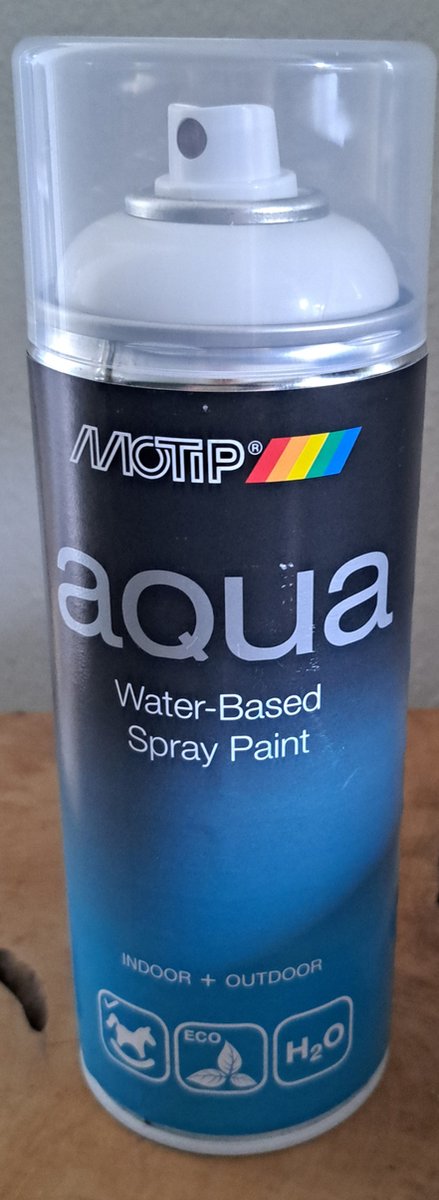 MOTIP®
aqua
Water-Based
Spray Paint
INDOOR + OUTDOOR
ECO
H₂O